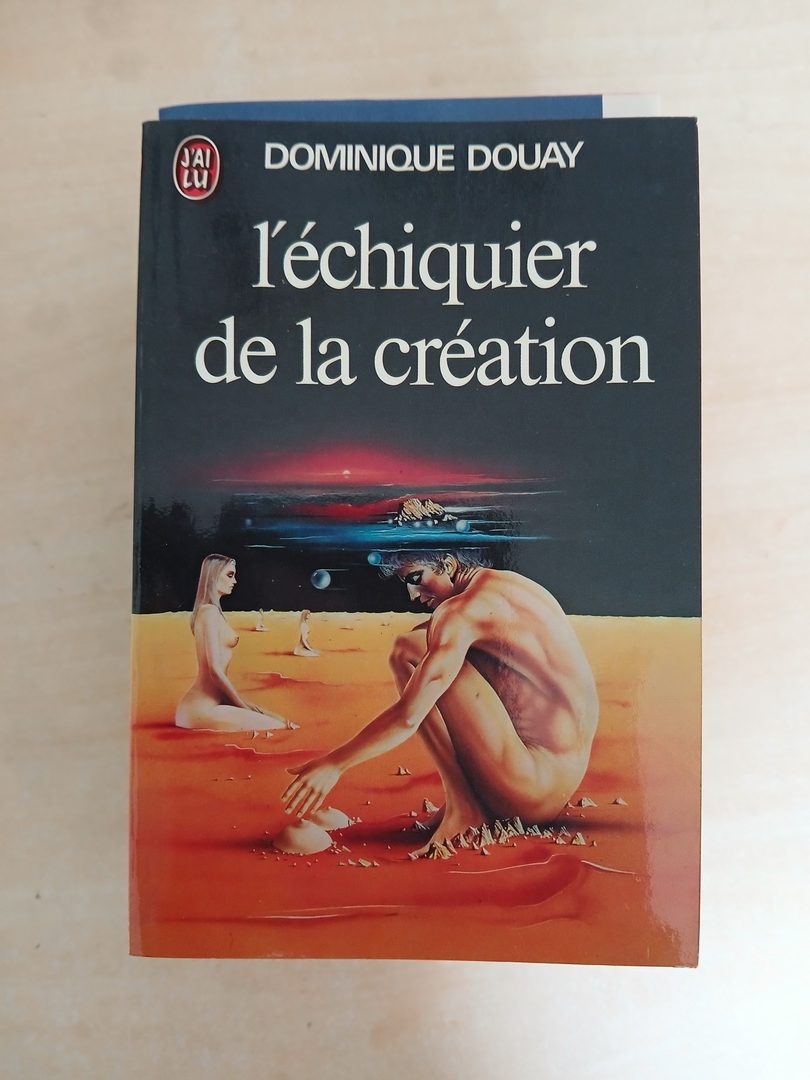 J'AI
LU
DOMINIQUE DOUAY
l'échiquier
de la création